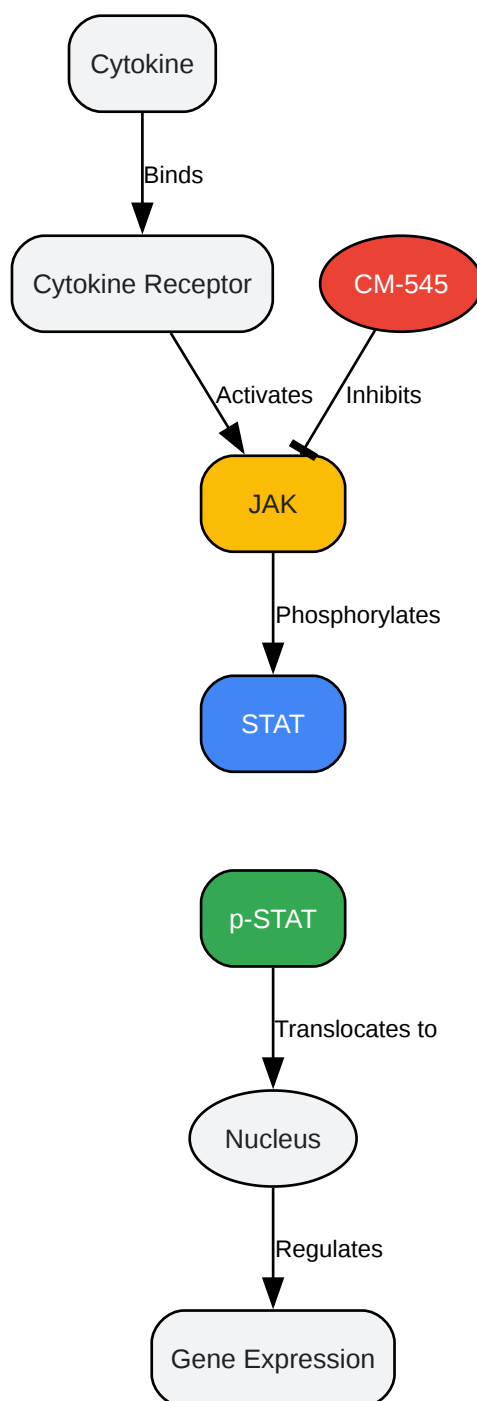 Cytokine
Binds
Cytokine Receptor
CM-545
Activates
Inhibits
JAK
Phosphorylates
STAT
p-STAT
Translocates to
Nucleus
Regulates
Gene Expression